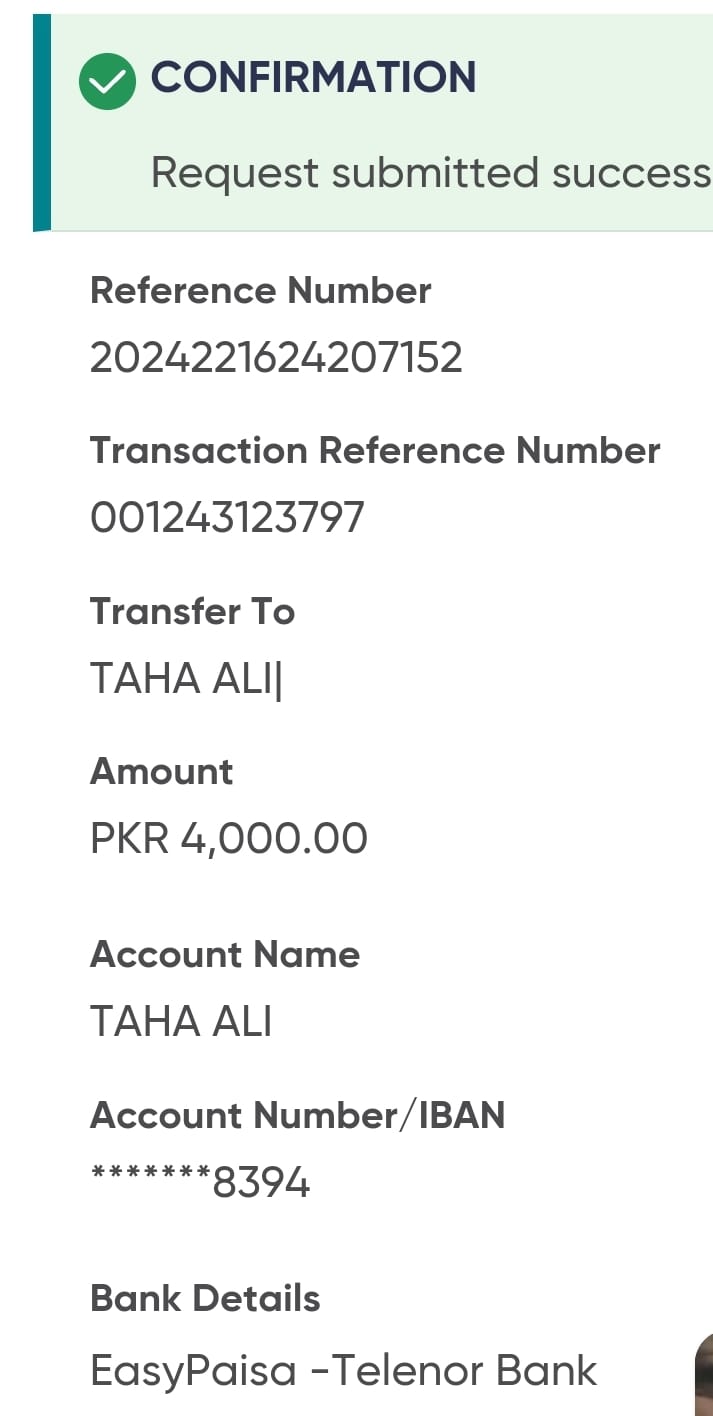 CONFIRMATION
Request submitted success
Reference Number
2024221624207152
Transaction Reference Number
001243123797
Transfer To
TAHA ALI|
Amount
PKR 4,000.00
Account Name
TAHA ALI
Account Number/IBAN
*******8394
Bank Details
EasyPaisa -Telenor Bank